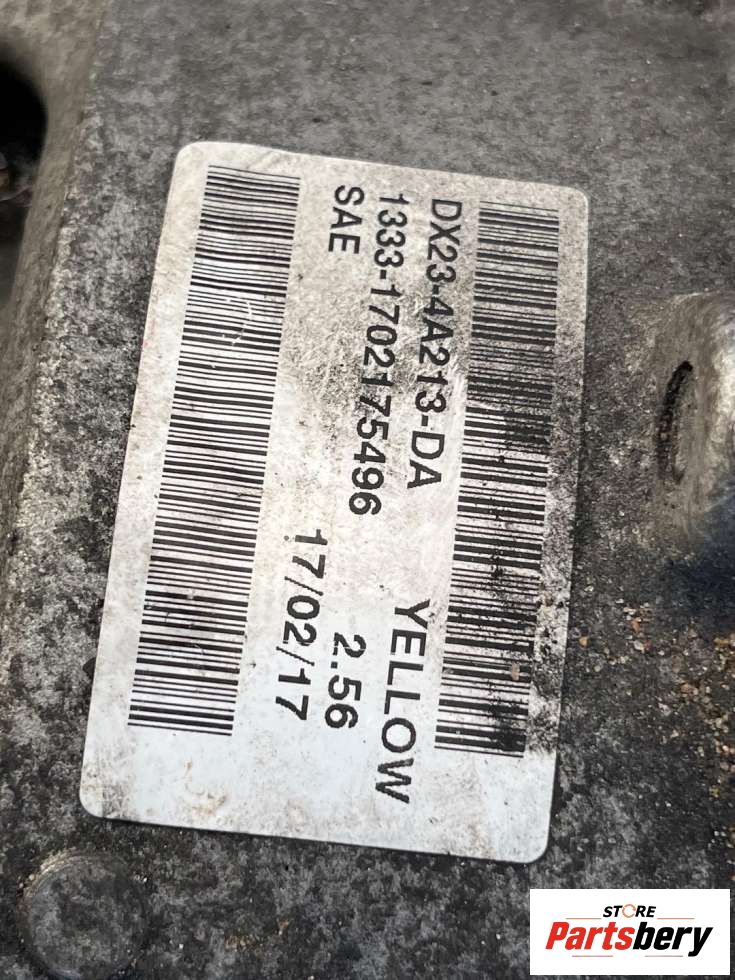 DX23-4A213-DA YELLOW
1333-1702175496 2.56
SAE 17/02/17
STORE
Partsbery